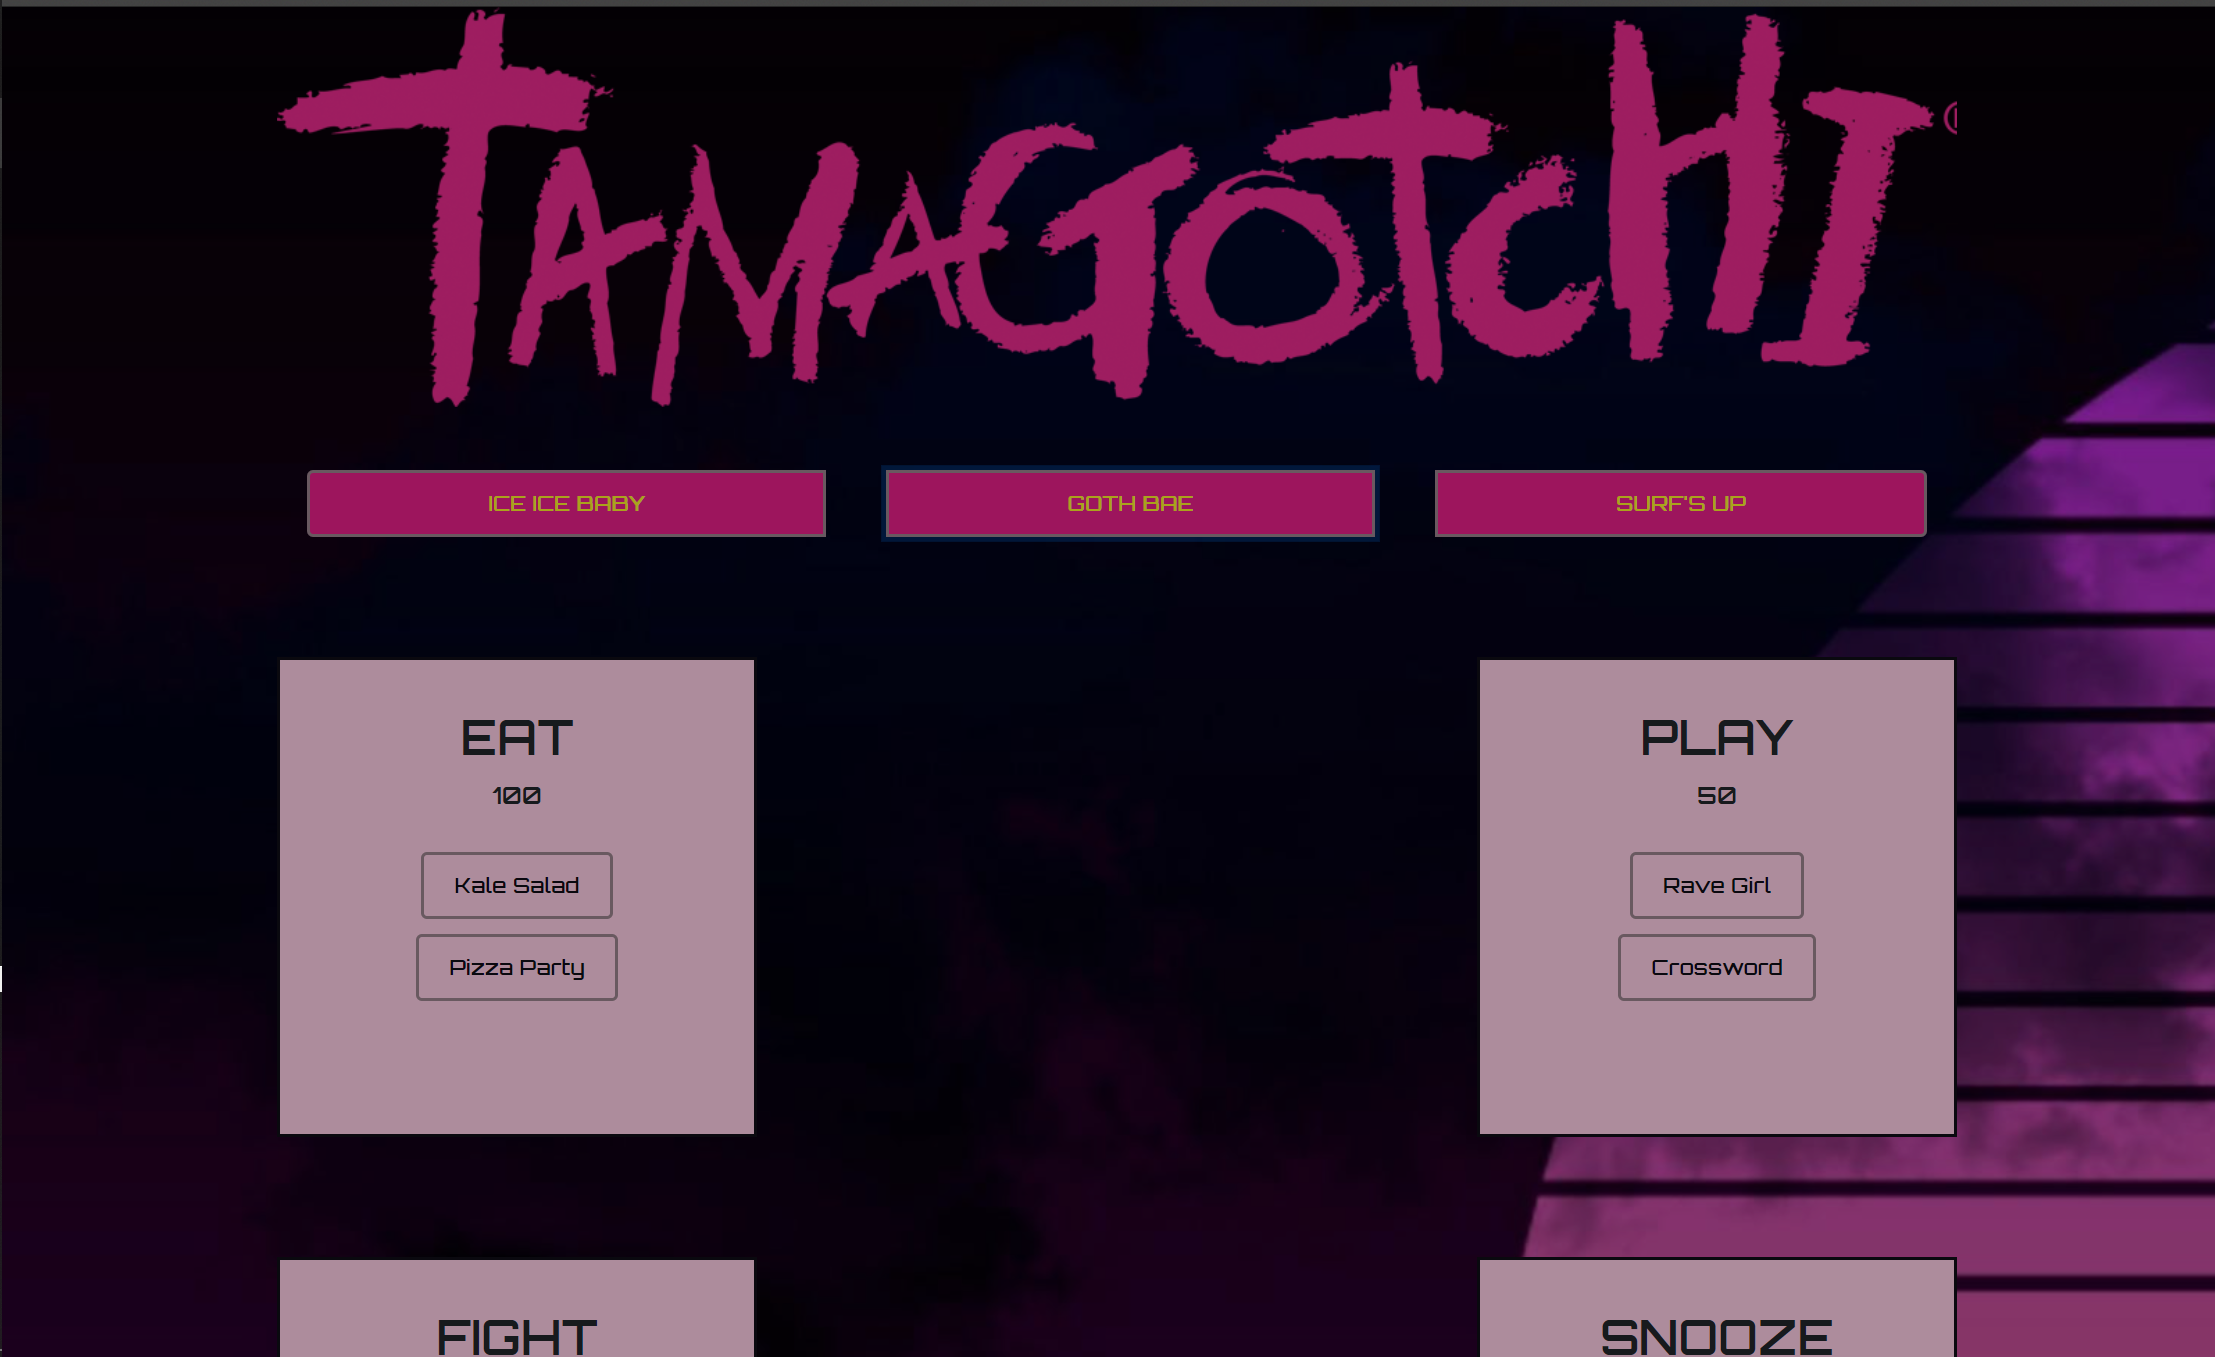 TAMAGOTCHI
ICE ICE BABY
GOTH BAE
SURF'S UP
EAT
100
Kale Salad
Pizza Party
PLAY
50
Rave Girl
Crossword
FIGHT
SNOOZE